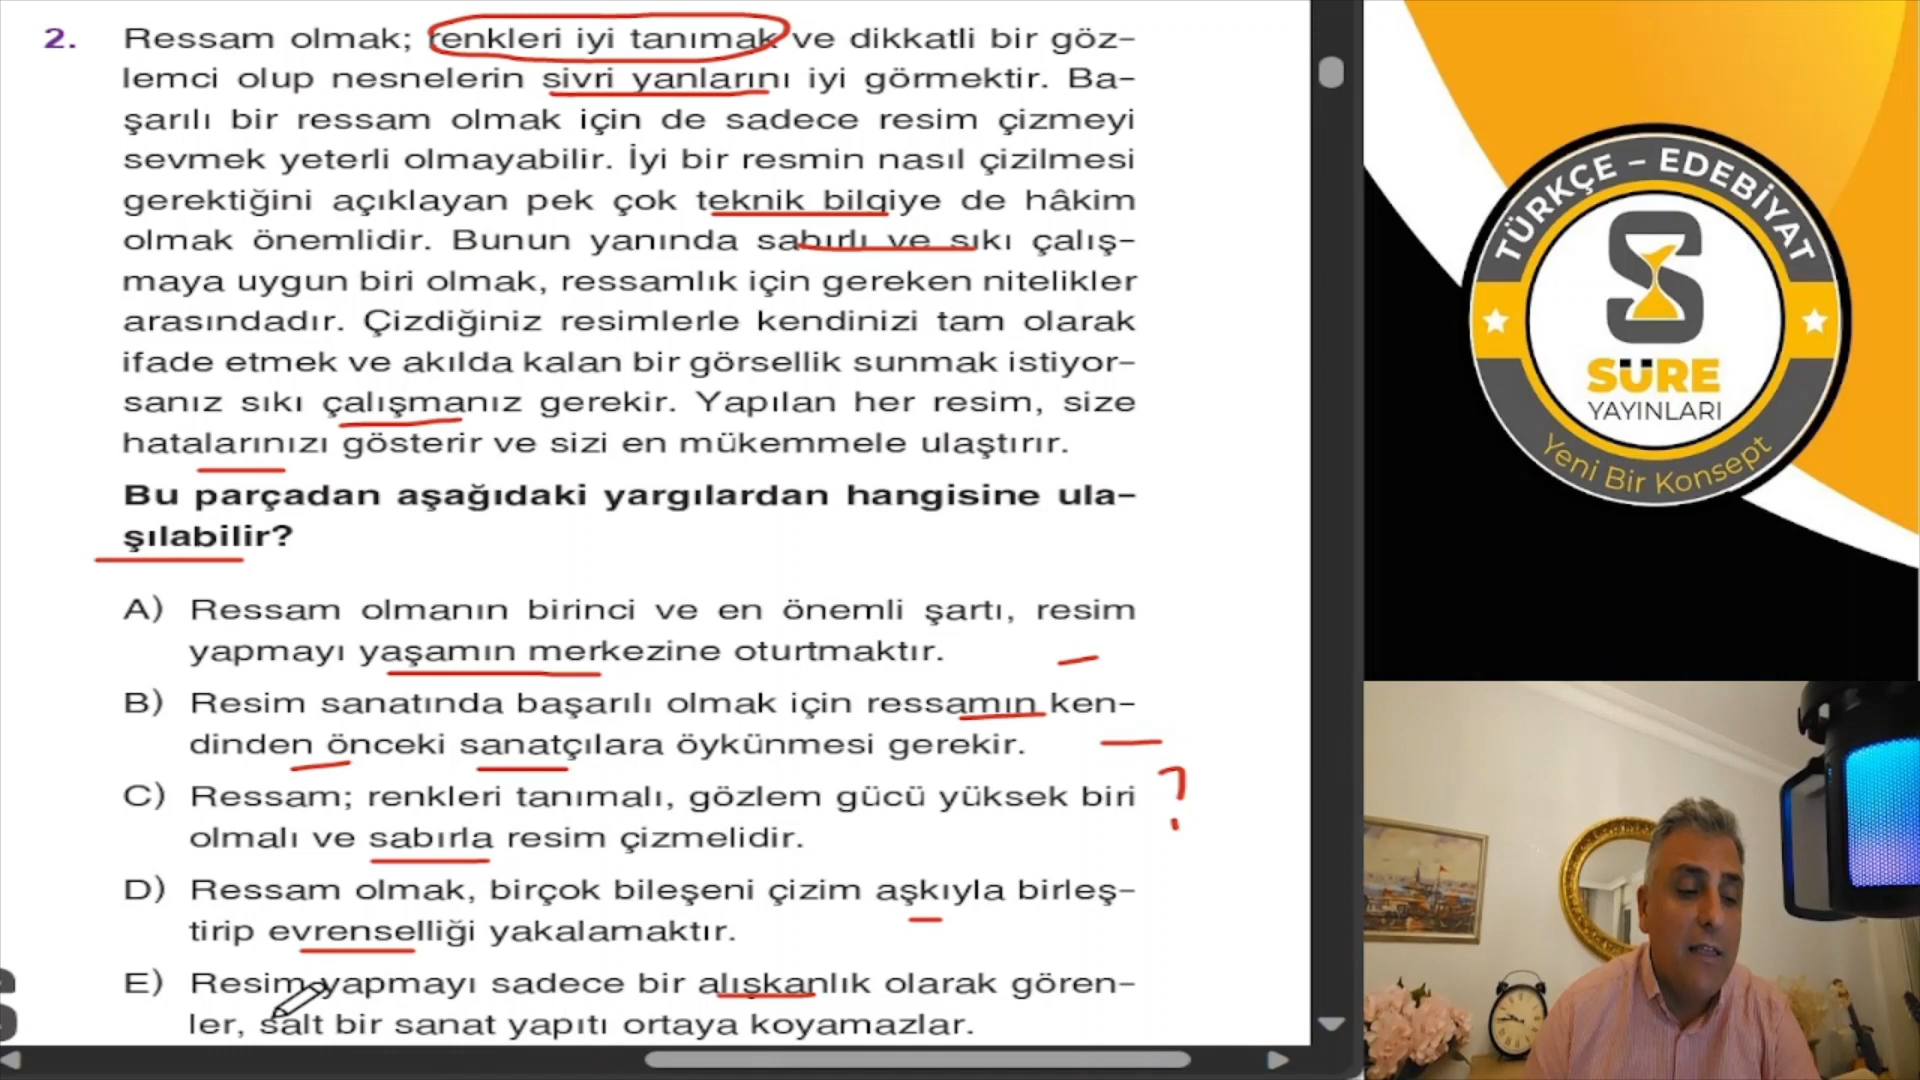 2. Ressam olmak; renkleri iyi tanımak ve dikkatli bir göz-
lemci olup nesnelerin sivri yanlarını iyi görmektir. Ba-
şarılı bir ressam olmak için de sadece resim çizmeyi
sevmek yeterli olmayabilir. İyi bir resmin nasıl çizilmesi
gerektiğini açıklayan pek çok teknik bilgiye de hâkim
olmak önemlidir. Bunun yanında sabırlı ve sıkı çalış-
maya uygun biri olmak, ressamlık için gereken nitelikler
arasındadır. Çizdiğiniz resimlerle kendinizi tam olarak
ifade etmek ve akılda kalan bir görsellik sunmak istiyor-
sanız sıkı çalışmanız gerekir. Yapılan her resim, size
hatalarınızı gösterir ve sizi en mükemmele ulaştırır.
Bu parçadan aşağıdaki yargılardan hangisine ula-
şılabilir?
A) Ressam olmanın birinci ve en önemli şartı, resim
yapmayı yaşamın merkezine oturtmaktır.
B) Resim sanatında başarılı olmak için ressamın ken-
dinden önceki sanatçılara öykünmesi gerekir.
C) Ressam; renkleri tanımalı, gözlem gücü yüksek biri
olmalı ve sabırla resim çizmelidir.
?
D) Ressam olmak, birçok bileşeni çizim aşkıyla birleş-
tirip evrenselliği yakalamaktır.
E) Resim yapmayı sadece bir alışkanlık olarak gören-
ler, salt bir sanat yapıtı ortaya koyamazlar.
TÜRKÇE – EDEBİYAT
S
SÜRE
YAYINLARI
Yeni Bir Konsept